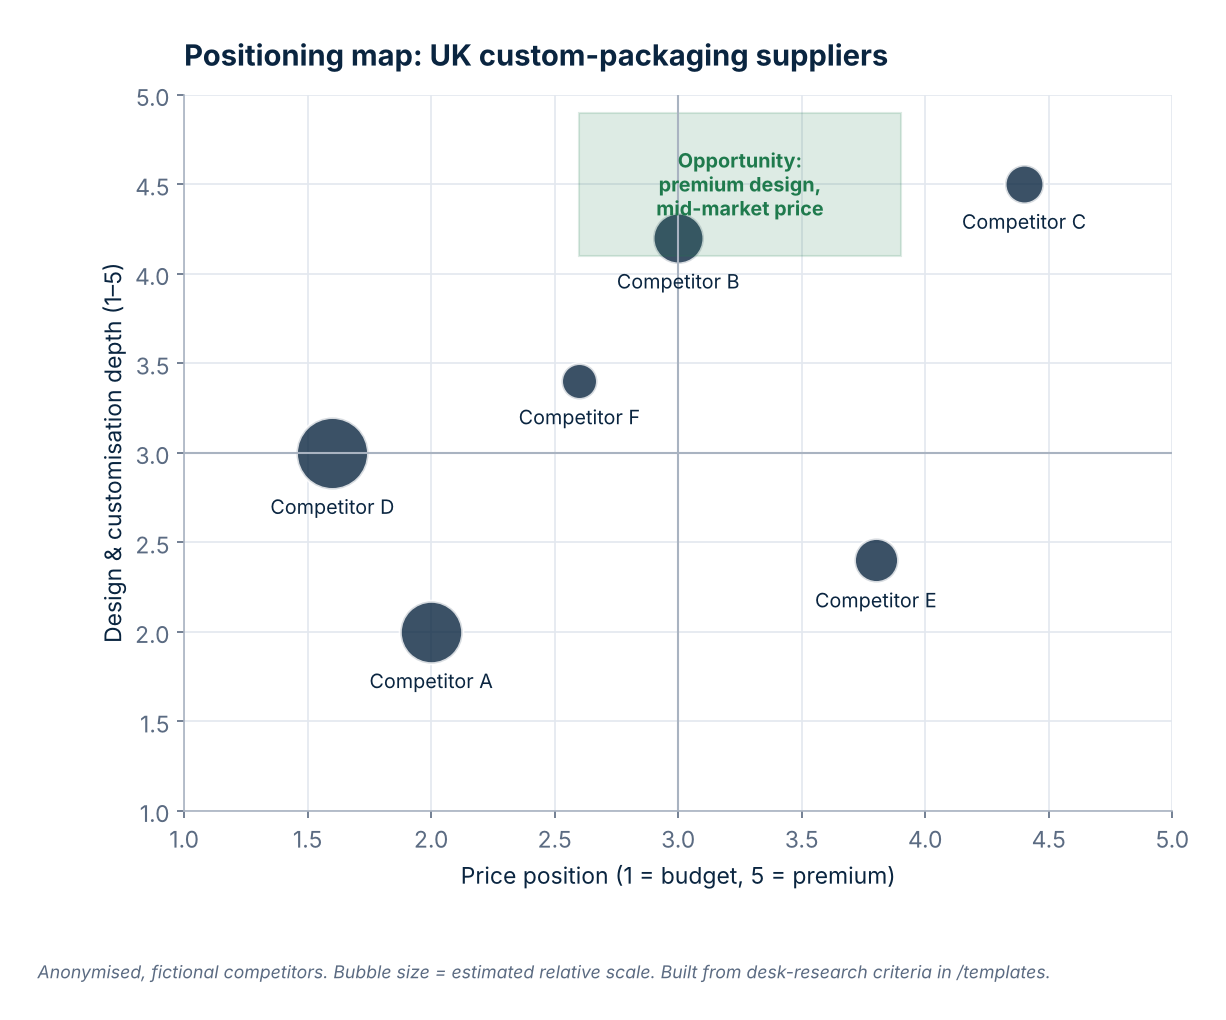 Positioning map: UK custom-packaging suppliers
5.0
4.5
4.0
3.5
3.0
2.5
2.0
1.5
1.0
Design & customisation depth (1–5)
Opportunity:
premium design,
mid-market price
Competitor C
Competitor B
Competitor F
Competitor D
Competitor E
Competitor A
1.0 1.5 2.0 2.5 3.0 3.5 4.0 4.5 5.0
Price position (1 = budget, 5 = premium)
Anonymised, fictional competitors. Bubble size = estimated relative scale. Built from desk-research criteria in /templates.